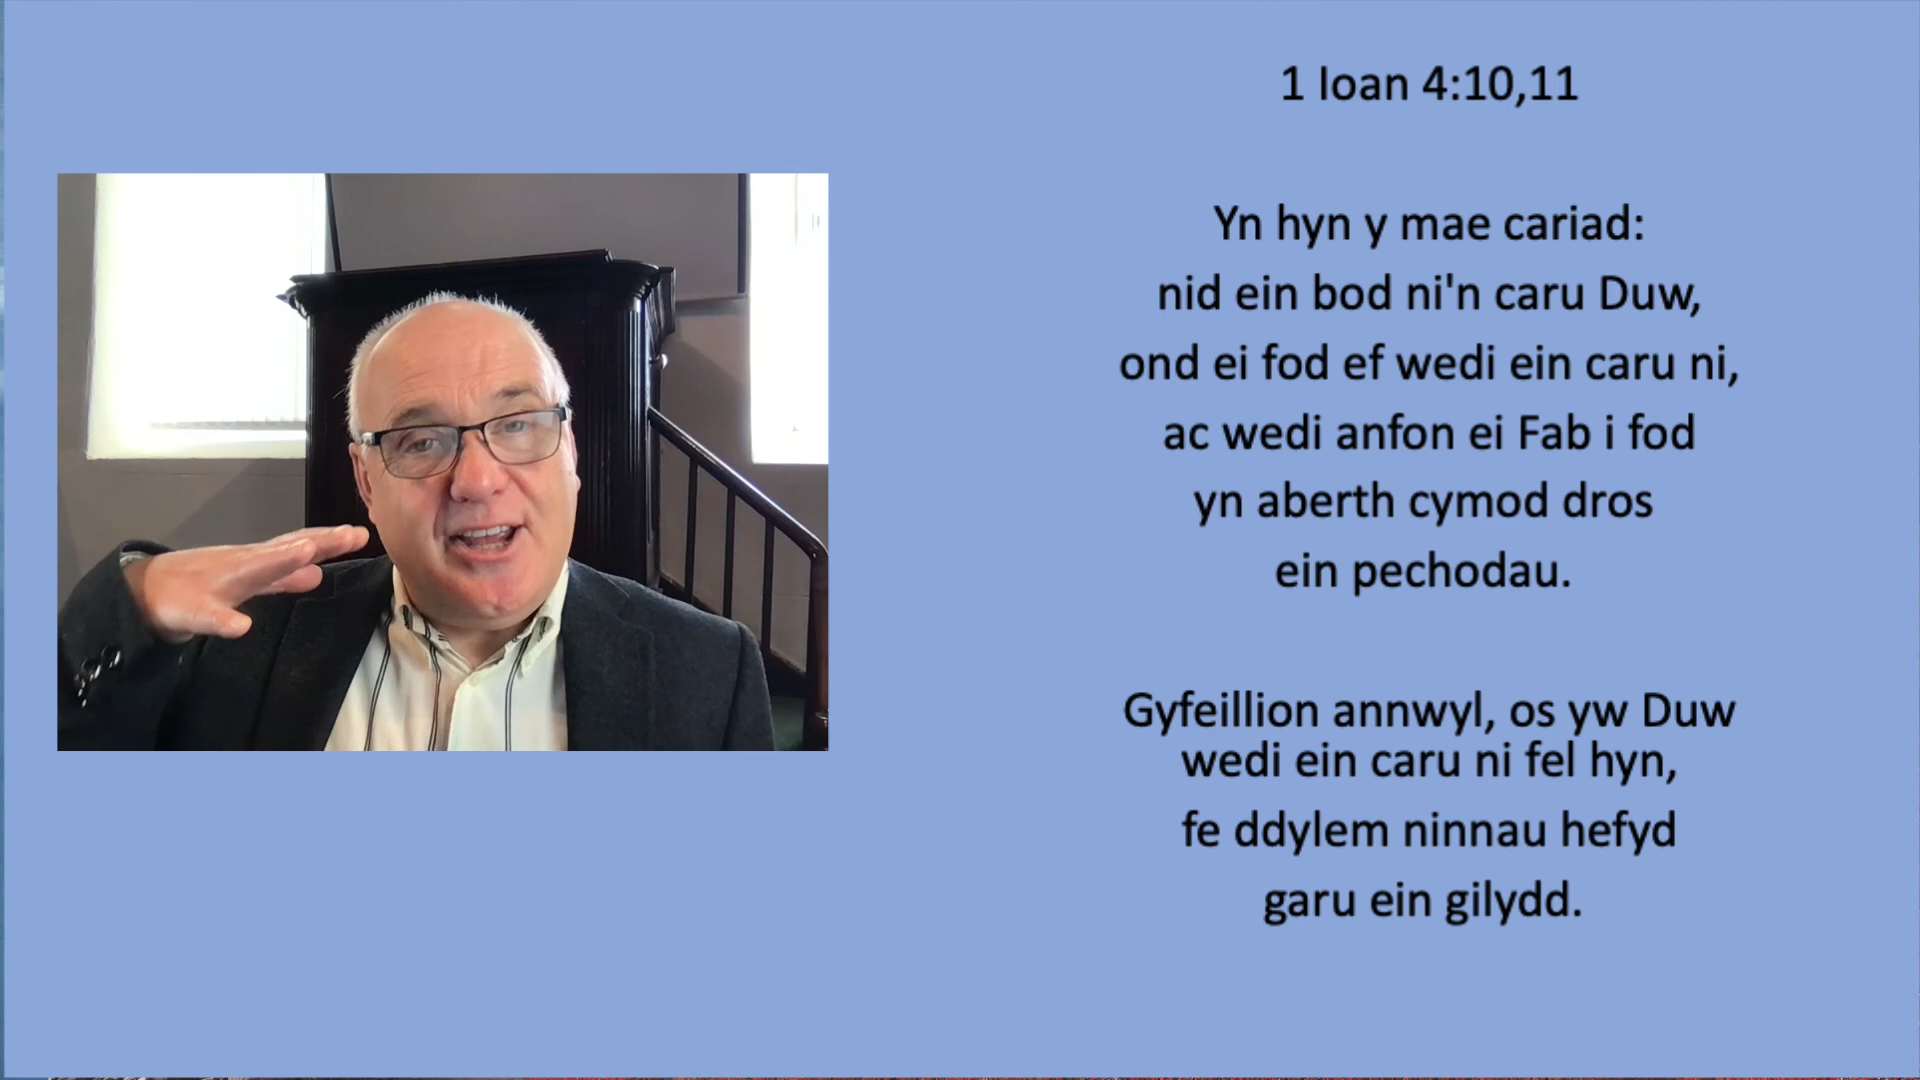 1 Ioan 4:10,11
Yn hyn y mae cariad:
nid ein bod ni'n caru Duw,
ond ei fod ef wedi ein caru ni,
ac wedi anfon ei Fab i fod
yn aberth cymod dros
ein pechodau.
Gyfeillion annwyl, os yw Duw
wedi ein caru ni fel hyn,
fe ddylem ninnau hefyd
garu ein gilydd.